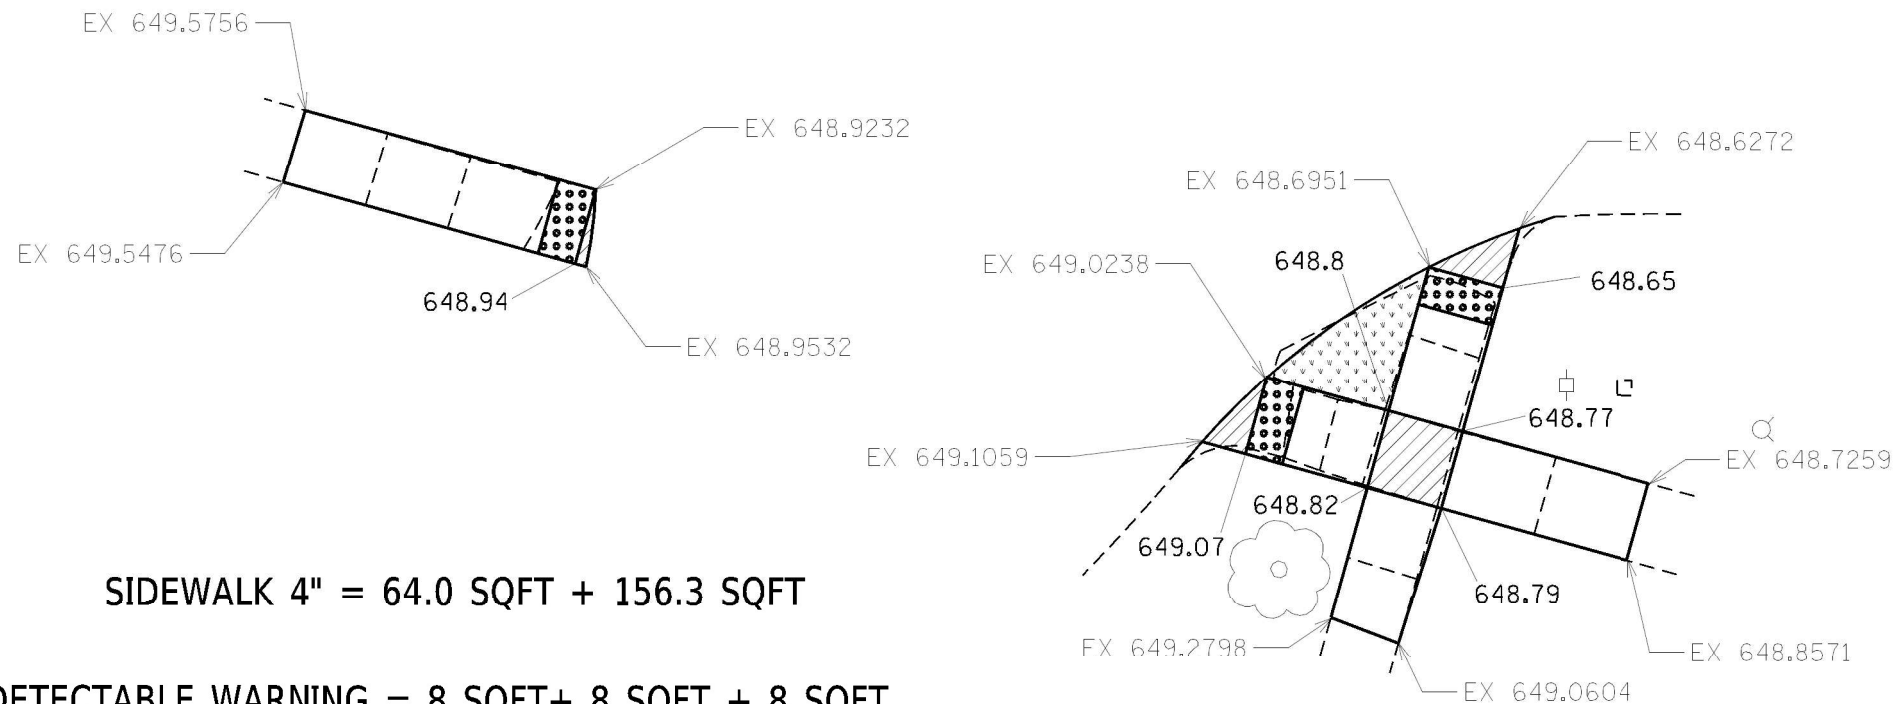 EX 649.5756
EX 648.9232
EX 649.5476
648.94
EX 648.9532
EX 648.6272
EX 648.6951
EX 649.0238
648.8
648.65
648.77
EX 649.1059
EX 648.7259
648.82
649.07
648.79
EX 649.2798
EX 648.8571
EX 649.0604
SIDEWALK 4" = 64.0 SQFT + 156.3 SQFT
DETECTABLE WARNING = 8 SQFT+ 8 SQFT + 8 SQFT